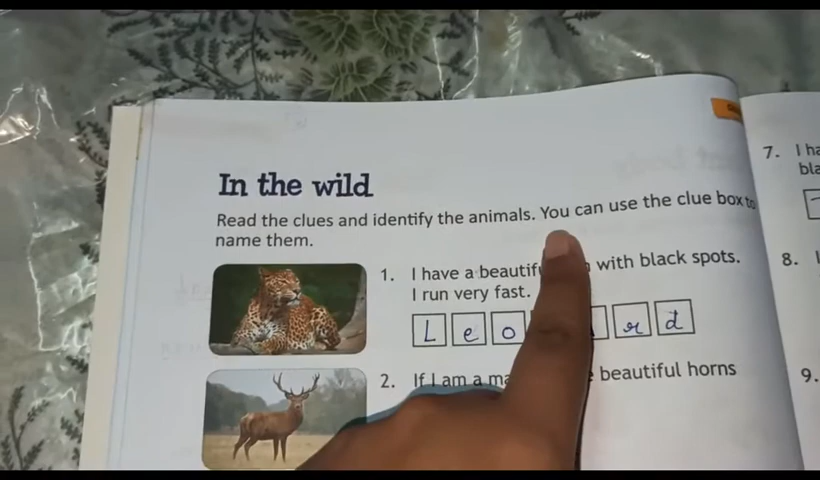 In the wild
Read the clues and identify the animals. You can use the clue box to
name them.
1. I have a beautif with black spots.
I run very fast.
L e o r d
2. If I am a ma beautiful horns
7. I ha
bla
8. I
9.